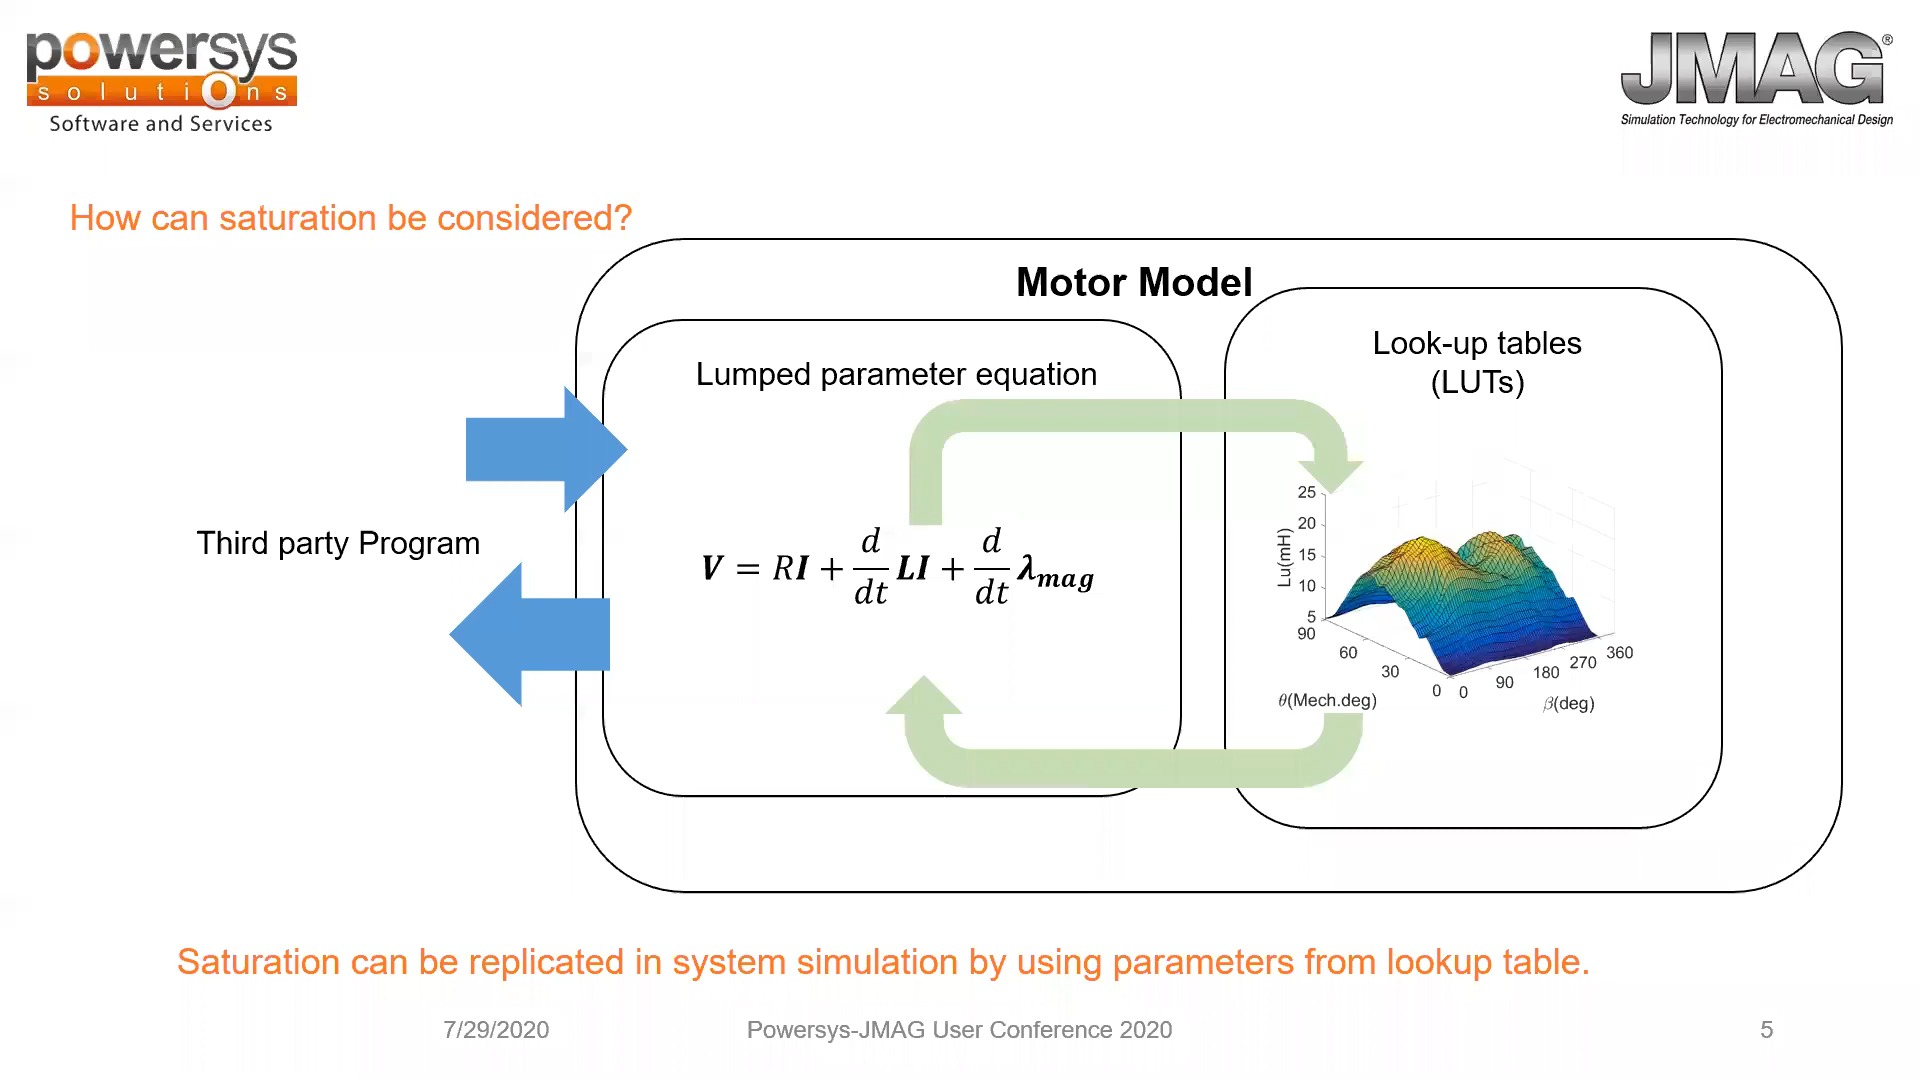 powersys
solutions
Software and Services
JMAG®
Simulation Technology for Electromechanical Design
How can saturation be considered?
Motor Model
Lumped parameter equation
Look-up tables
(LUTs)
Third party Program
V = RI + d/dt LI + d/dt λmag
25
20
15
10
5
Lu(mH)
90
60
30
0
θ(Mech.deg)
0
90
180
270
360
β(deg)
Saturation can be replicated in system simulation by using parameters from lookup table.
7/29/2020
Powersys-JMAG User Conference 2020
5